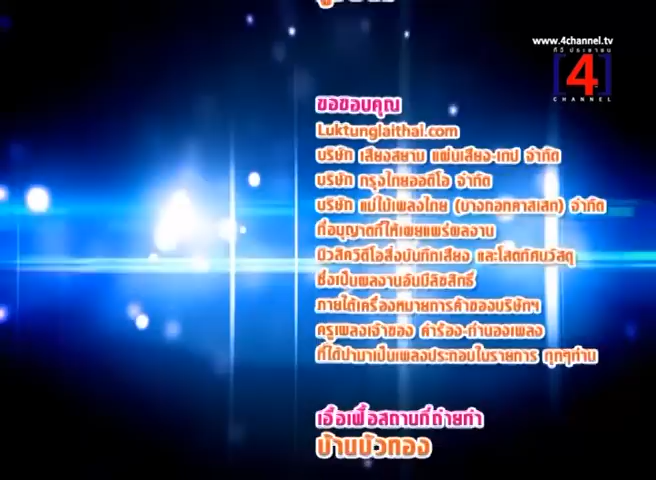 www.4channel.tv
ทีวี ประชาชน
[4]
CHANNEL
ขอขอบคุณ
Luktunglaithai.com
บริษัท เสียงสยาม แผ่นเสียง-เทป จำกัด
บริษัท กรุงไทยออดิโอ จำกัด
บริษัท แม่ไม้เพลงไทย (บางกอกคาสเสท) จำกัด
ที่อนุญาตที่ให้เผยแพร่ผลงาน
มิวสิควิดีโอสิ่งบันทึกเสียง และโสตทัศนวัสดุ
ซึ่งเป็นผลงานอันมีลิขสิทธิ์
ภายใต้เครื่องหมายการค้าของบริษัทฯ
ครูเพลงเจ้าของ คำร้อง-ทำนองเพลง
ที่ได้นำมาเป็นเพลงประกอบในรายการ ทุกๆท่าน
เอื้อเฟื้อสถานที่ถ่ายทำ
บ้านบัวทอง